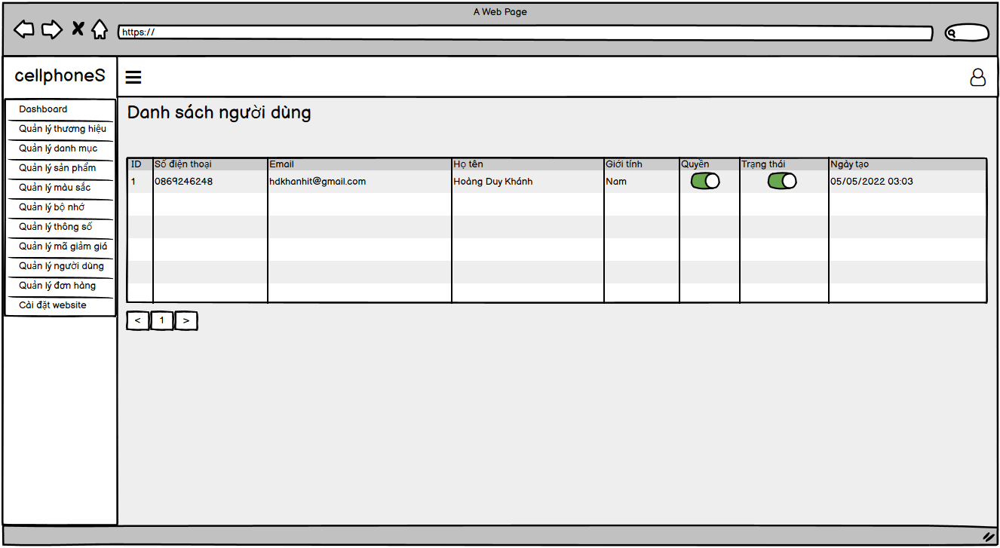 A Web Page
https://
cellphoneS
Dashboard
Quản lý thương hiệu
Quản lý danh mục
Quản lý sản phẩm
Quản lý màu sắc
Quản lý bộ nhớ
Quản lý thông số
Quản lý mã giảm giá
Quản lý người dùng
Quản lý đơn hàng
Cài đặt website
Danh sách người dùng
ID Số điện thoại Email Họ tên Giới tính Quyền Trạng thái Ngày tạo
1 0869246248 hdkhanhit@gmail.com Hoàng Duy Khánh Nam 05/05/2022 03:03
< 1 >